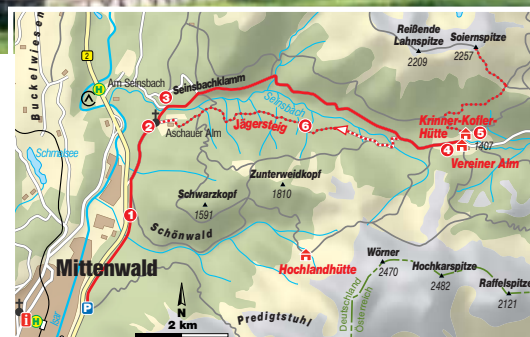 Buckelwiesen
2
H
Am Seinsbach
Seinsbachklamm
3
2
Aschauer Alm
Seinsbach
Jägersteig
6
Reißende
Lahnspitze
2209
Soiernspitze
2257
Krinner-Kofler-
Hütte
5
4
1407
Vereiner Alm
Schmalsee
Schwarzkopf
1591
Zunterweidkopf
1810
1
Schönwald
Mittenwald
Hochlandhütte
Wörner
2470
Hochkarspitze
2482
Raffelspitze
2121
Deutschland
Österreich
P
i
H
Isar
N
2 km
Predigtstuhl